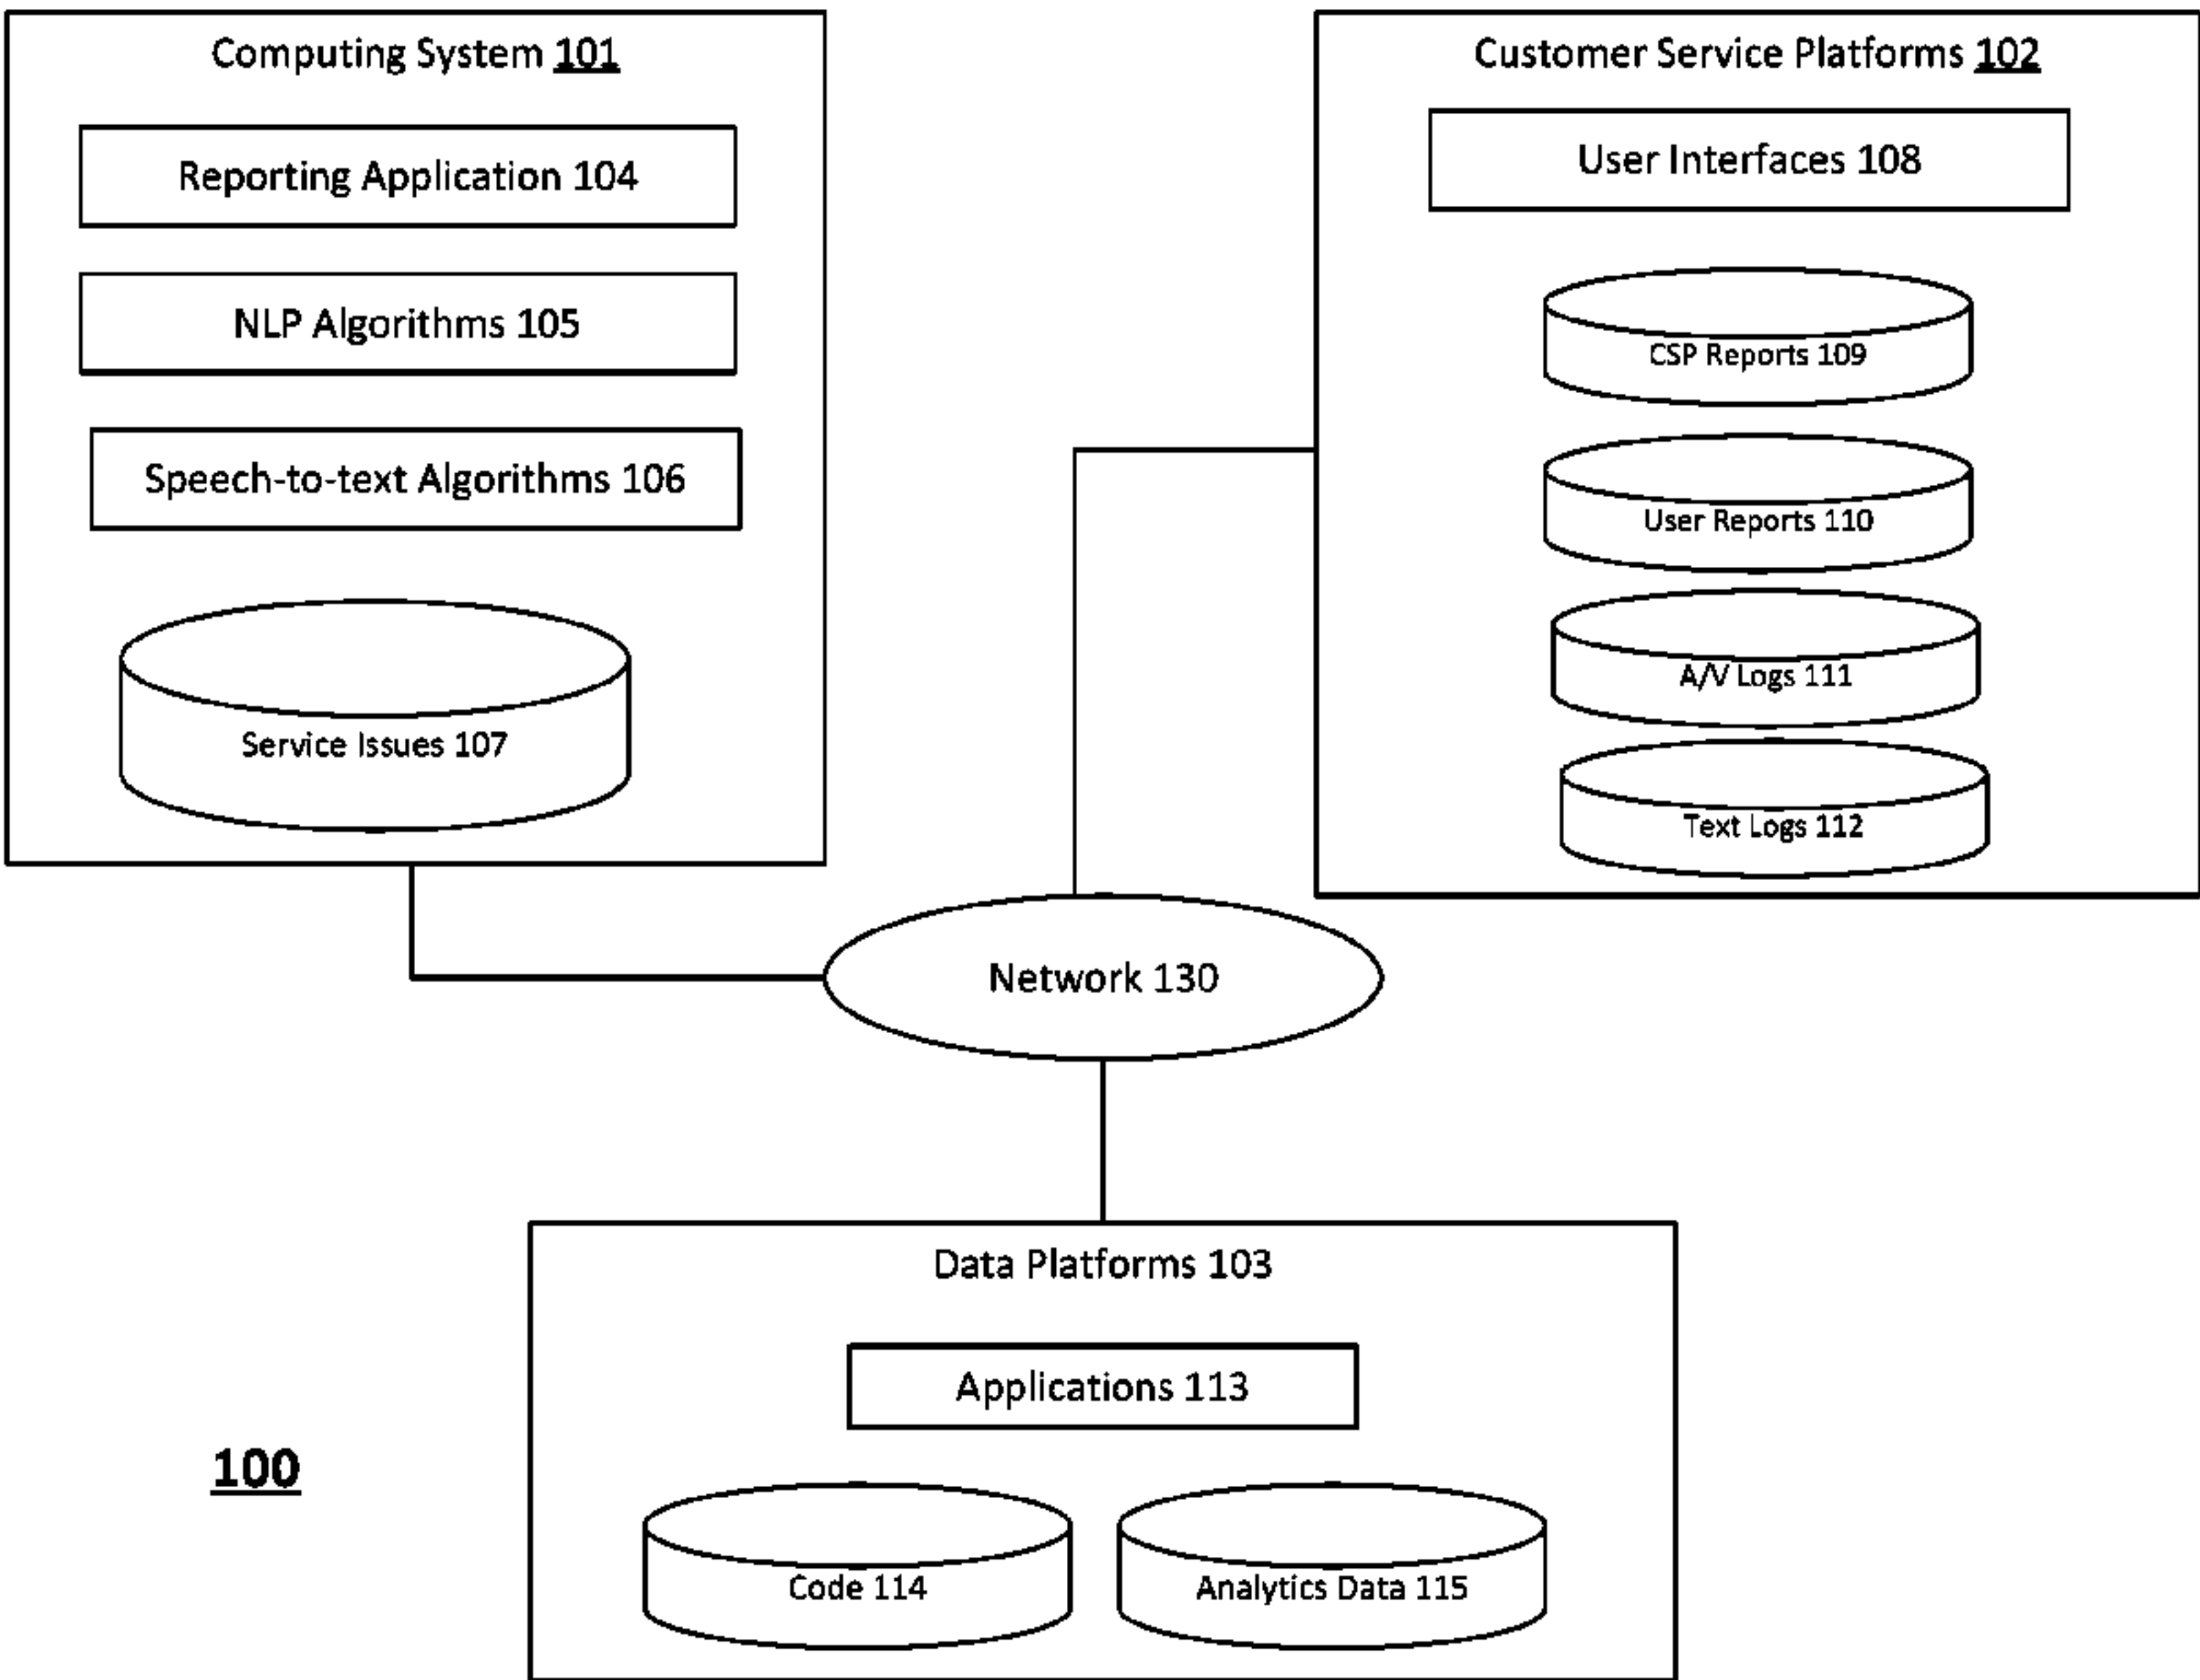 Computing System 101
Reporting Application 104
NLP Algorithms 105
Speech-to-text Algorithms 106
Service Issues 107
Customer Service Platforms 102
User Interfaces 108
CSP Reports 109
User Reports 110
A/V Logs 111
Text Logs 112
Network 130
Data Platforms 103
Applications 113
Code 114
Analytics Data 115
100